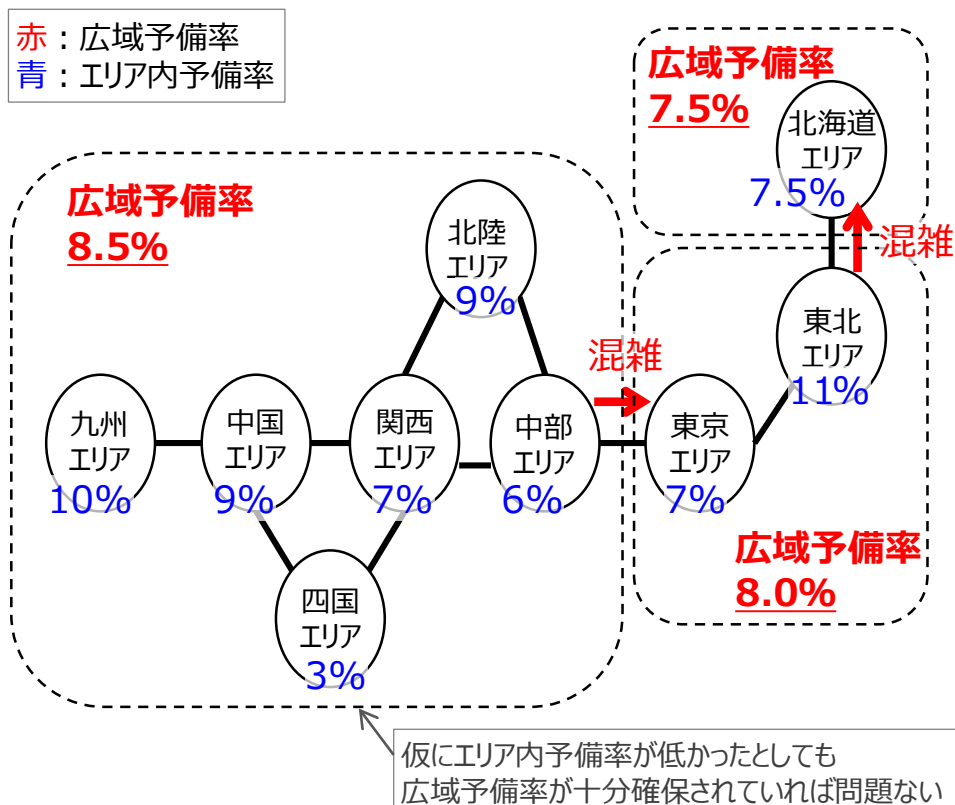 赤：広域予備率
青：エリア内予備率
広域予備率
7.5%
北海道
エリア
7.5%
混雑
広域予備率
8.5%
北陸
エリア
9%
混雑
東北
エリア
11%
九州
エリア
10%
中国
エリア
9%
関西
エリア
7%
中部
エリア
6%
東京
エリア
7%
広域予備率
8.0%
四国
エリア
3%
仮にエリア内予備率が低かったとしても
広域予備率が十分確保されていれば問題ない